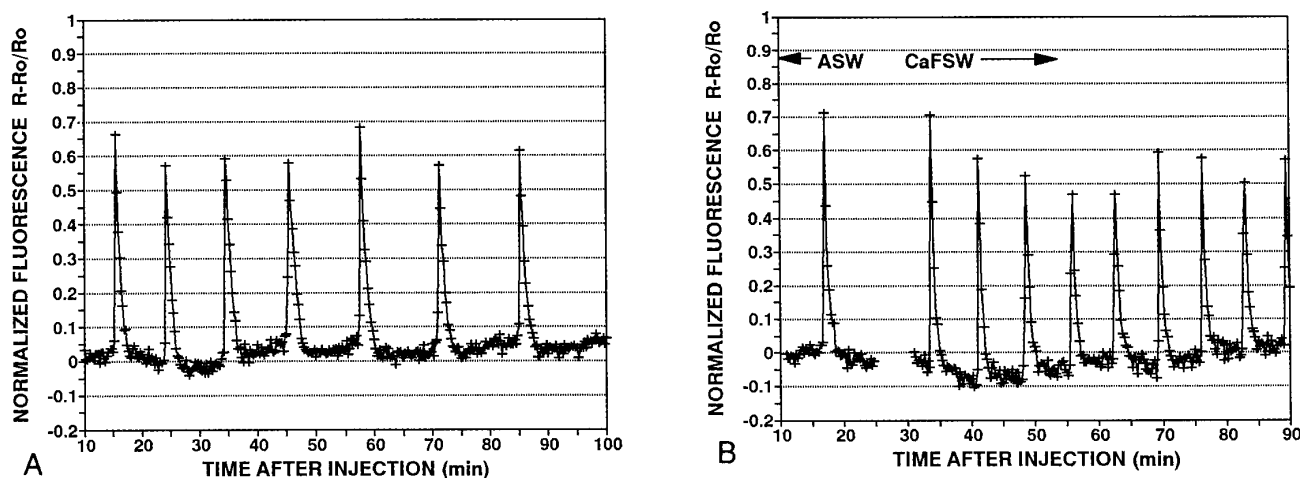 NORMALIZED FLUORESCENCE R-Ro/Ro
1
0.9
0.8
0.7
0.6
0.5
0.4
0.3
0.2
0.1
0
-0.1
-0.2
10 20 30 40 50 60 70 80 90 100
TIME AFTER INJECTION (min)
A
NORMALIZED FLUORESCENCE R-Ro/Ro
1
0.9
0.8
0.7
0.6
0.5
0.4
0.3
0.2
0.1
0
-0.1
-0.2
ASW CaFSW
10 20 30 40 50 60 70 80 90
TIME AFTER INJECTION (min)
B